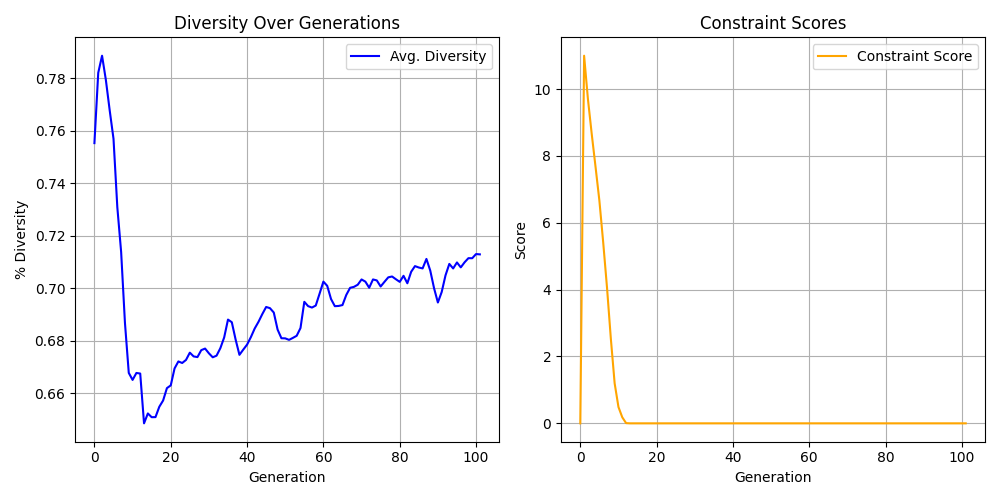 Diversity Over Generations
Avg. Diversity
% Diversity
0.78
0.76
0.74
0.72
0.70
0.68
0.66
0 20 40 60 80 100
Generation
Constraint Scores
Constraint Score
Score
10
8
6
4
2
0
0 20 40 60 80 100
Generation